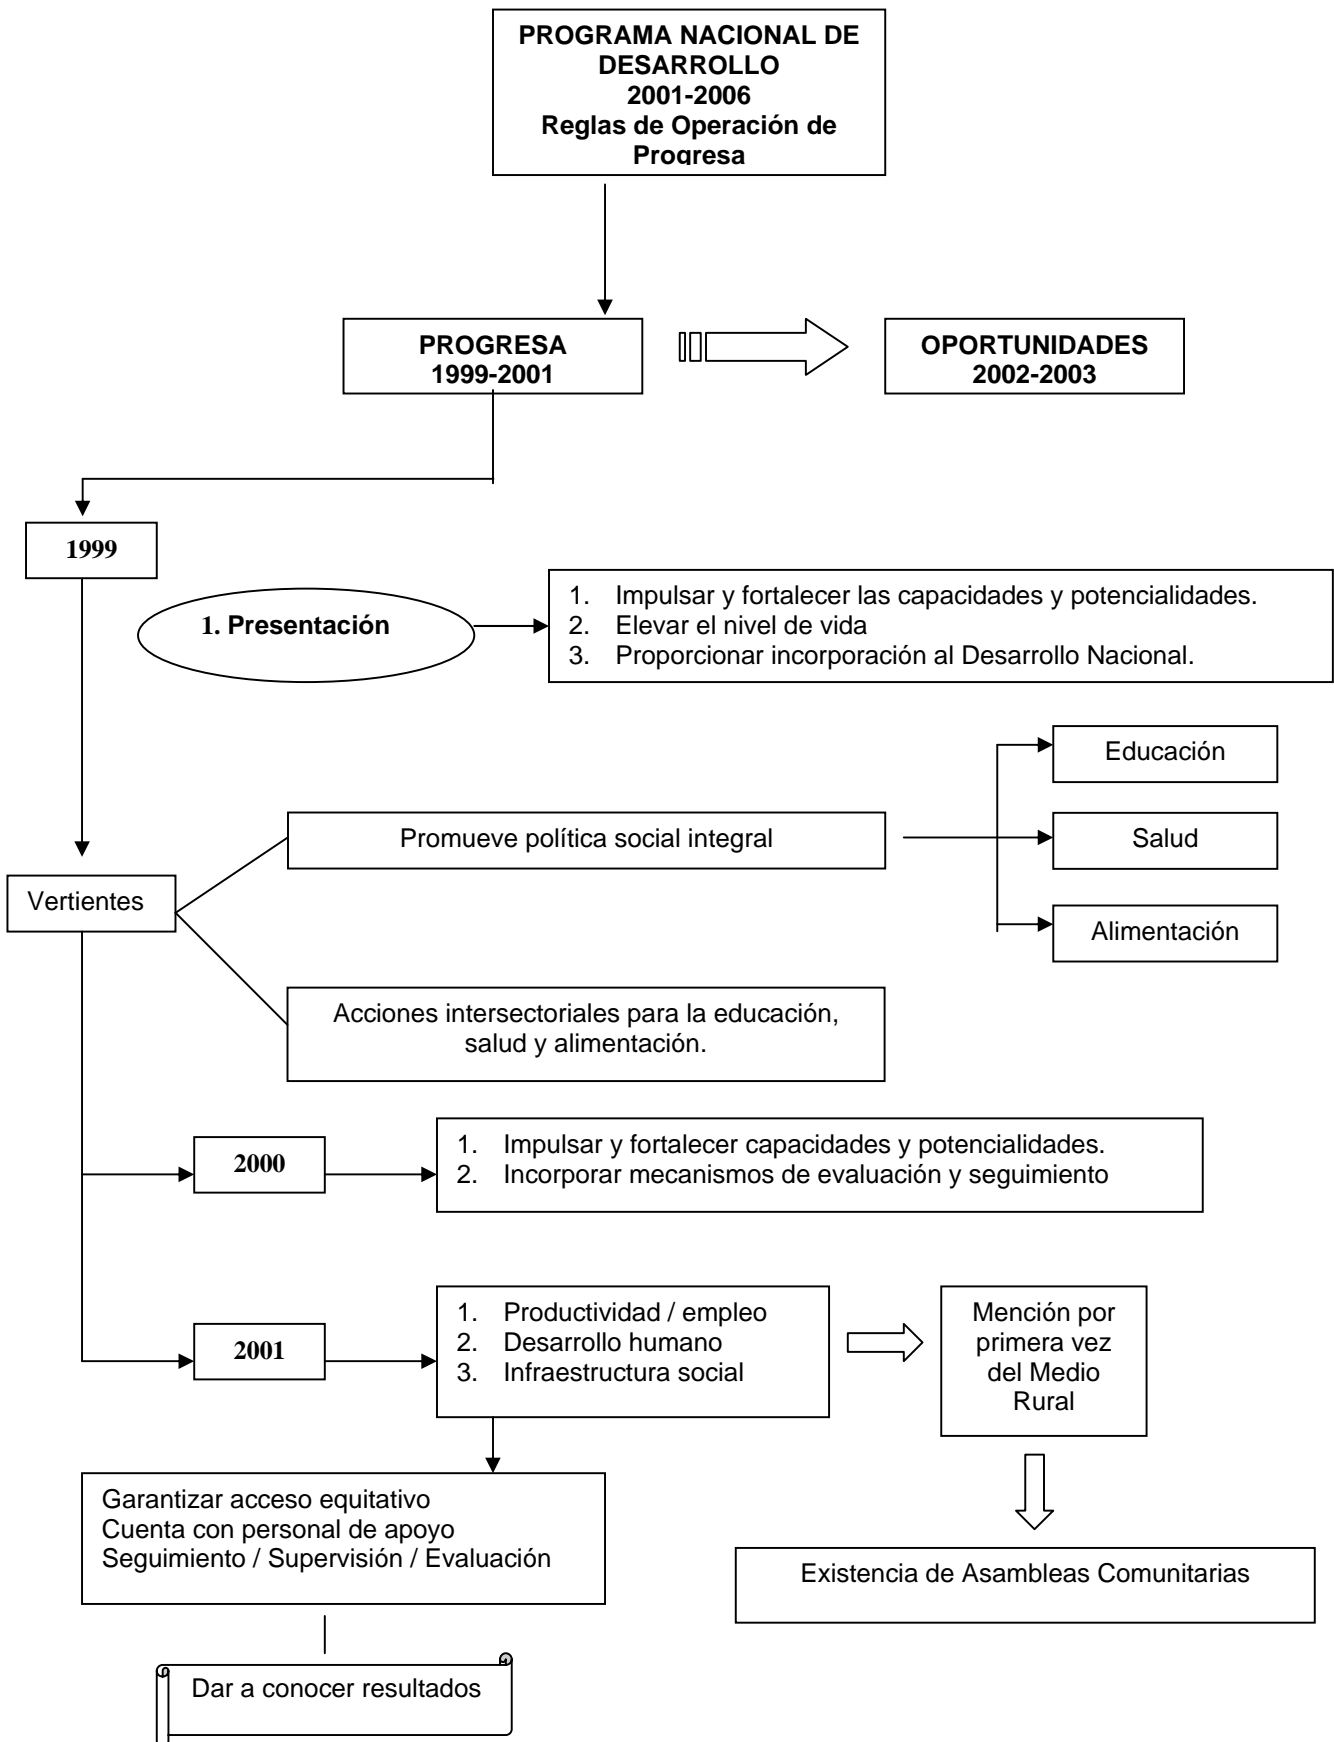 PROGRAMA NACIONAL DE
DESARROLLO
2001-2006
Reglas de Operación de
Progresa
PROGRESA
1999-2001
OPORTUNIDADES
2002-2003
1999
1. Presentación
1. Impulsar y fortalecer las capacidades y potencialidades.
2. Elevar el nivel de vida
3. Proporcionar incorporación al Desarrollo Nacional.
Educación
Promueve política social integral
Salud
Vertientes
Alimentación
Acciones intersectoriales para la educación,
salud y alimentación.
2000
1. Impulsar y fortalecer capacidades y potencialidades.
2. Incorporar mecanismos de evaluación y seguimiento
2001
1. Productividad / empleo
2. Desarrollo humano
3. Infraestructura social
Mención por
primera vez
del Medio
Rural
Garantizar acceso equitativo
Cuenta con personal de apoyo
Seguimiento / Supervisión / Evaluación
Existencia de Asambleas Comunitarias
Dar a conocer resultados